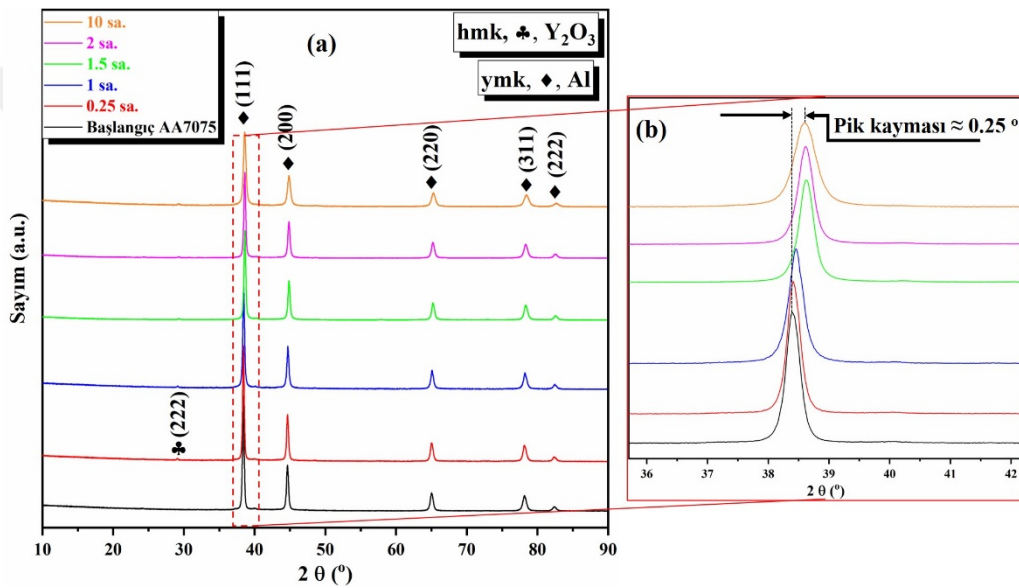 10 sa.
2 sa.
1.5 sa.
1 sa.
0.25 sa.
Başlangıç AA7075
(a)
hmk, ♣, Y₂O₃
ymk, ♦, Al
♦ (111)
♦ (200)
♦ (220)
♦ (311)
♦ (222)
♣ (222)
Sayım (a.u.)
10 20 30 40 50 60 70 80 90
2 θ (º)
(b)
Pik kayması ≈ 0.25 º
36 37 38 39 40 41 42
2 θ (º)